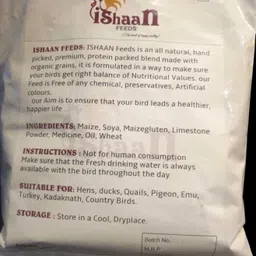 ishaan
FEEDS
ISHAAN FEEDS: ISHAAN Feeds is an all natural, hand
picked, premium, protein packed blend made with
organic grains, it is formulated in a way to make sure
your birds get right balance of Nutritional Values. our
Feed is Free of any chemical, preservatives, Artificial
colours.
our Aim is to ensure that your bird leads a healthier,
happier life
INGREDIENTS: Maize, Soya, Maizegluten, Limestone
Powder, Medicine, Oil, Wheat
INSTRUCTIONS : Not for human consumption
Make sure that the Fresh drinking water is always
available with the bird throughout the day
SUITABLE FOR: Hens, ducks, Quails, Pigeon, Emu,
Turkey, Kadaknath, Country Birds.
STORAGE : Store in a Cool, Dryplace.
Batch No.
M.R.P.